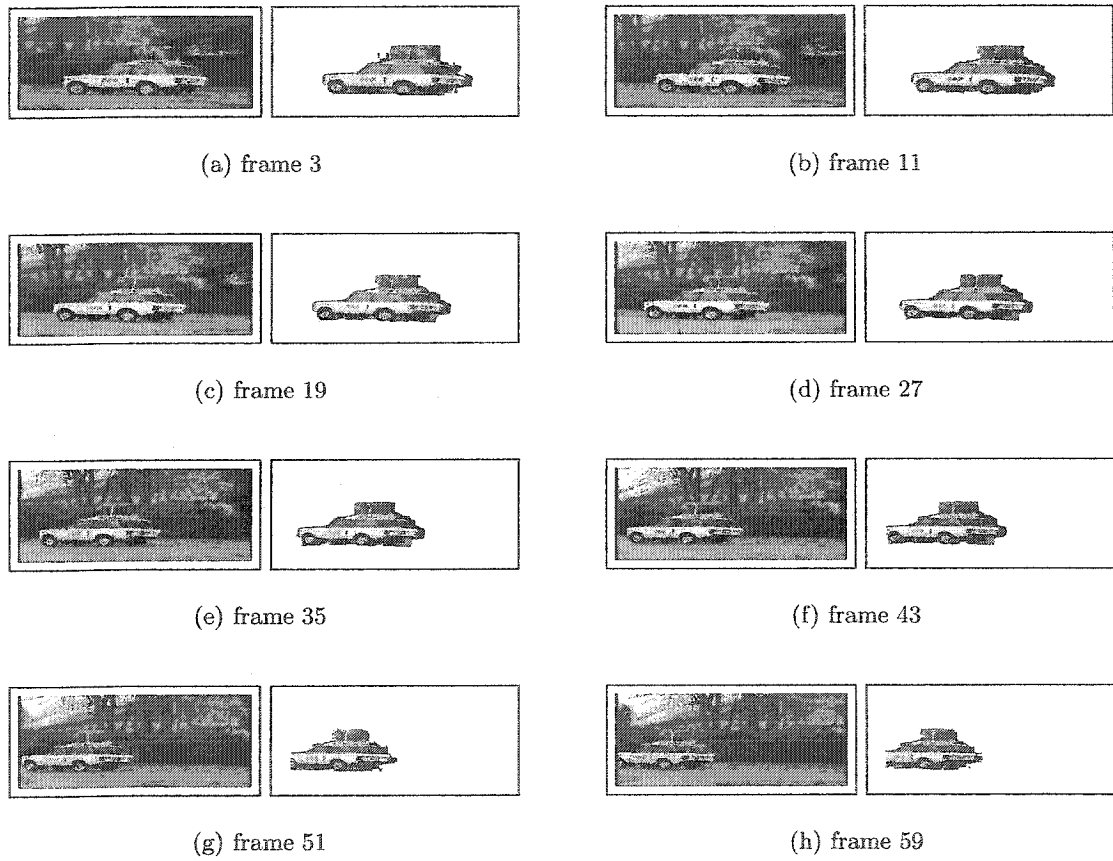 (a) frame 3
(b) frame 11
(c) frame 19
(d) frame 27
(e) frame 35
(f) frame 43
(g) frame 51
(h) frame 59